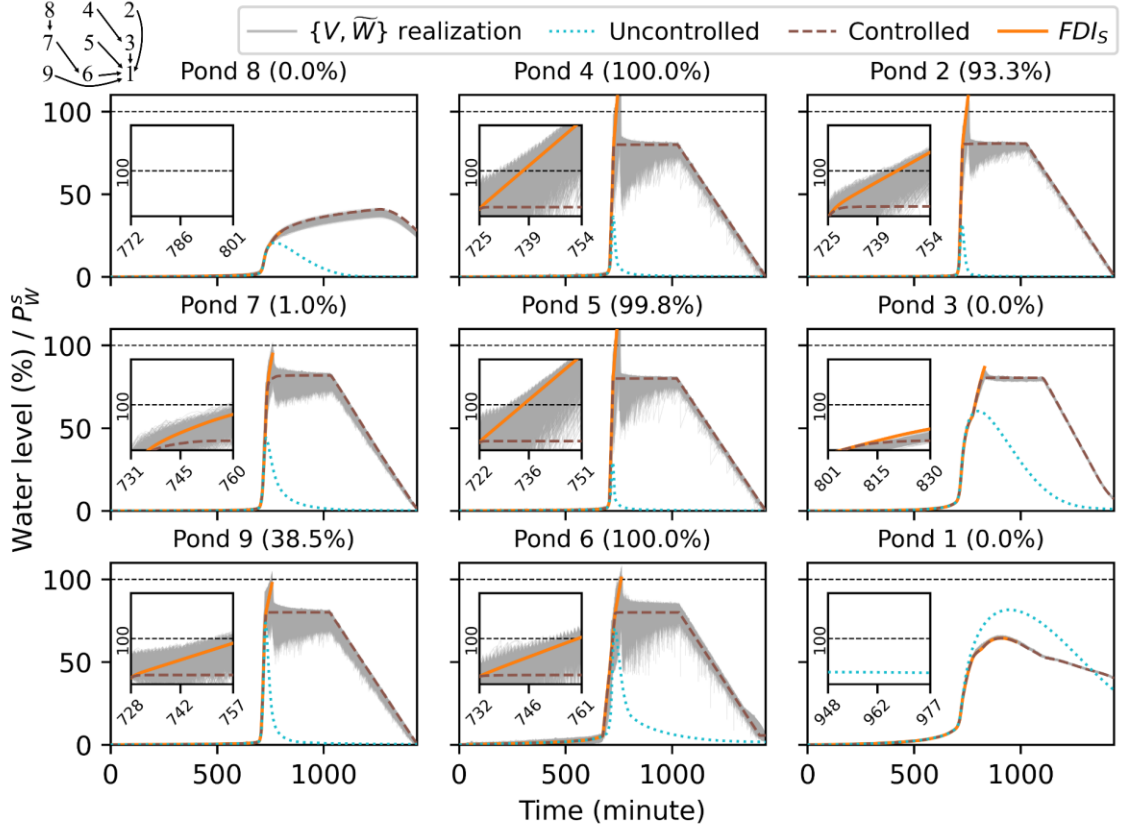 8 4 2
7 5 3
9 6 1
{V, W̃} realization Uncontrolled Controlled FDI_S
Pond 8 (0.0%) Pond 4 (100.0%) Pond 2 (93.3%)
100
50
0
100
772 786 801
100
725 739 754
100
725 739 754
Pond 7 (1.0%) Pond 5 (99.8%) Pond 3 (0.0%)
100
50
0
100
731 745 760
100
722 736 751
100
801 815 830
Pond 9 (38.5%) Pond 6 (100.0%) Pond 1 (0.0%)
100
50
0
100
728 742 757
100
732 746 761
100
948 962 977
0 500 1000 0 500 1000 0 500 1000
Water level (%) / P_W^s
Time (minute)